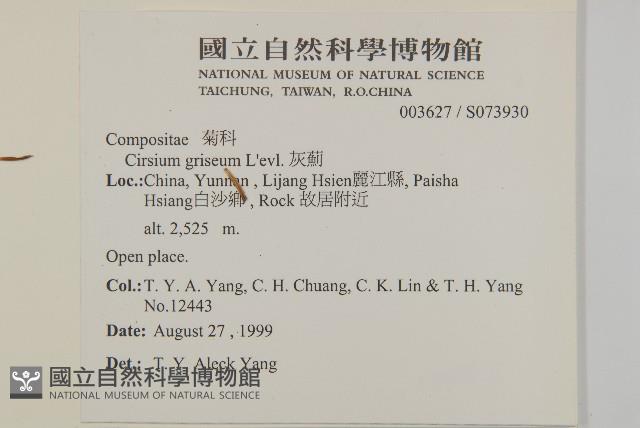 國立自然科學博物館
NATIONAL MUSEUM OF NATURAL SCIENCE
TAICHUNG, TAIWAN, R.O.CHINA
003627 / S073930
Compositae 菊科
Cirsium griseum L'evl. 灰薊
Loc.:China, Yunnan , Lijang Hsien麗江縣, Paisha
Hsiang白沙鄉 , Rock 故居附近
alt. 2,525 m.
Open place.
Col.: T. Y. A. Yang, C. H. Chuang, C. K. Lin & T. H. Yang
No.12443
Date: August 27 , 1999
Det.: T. Y. Aleck Yang
國立自然科學博物館
NATIONAL MUSEUM OF NATURAL SCIENCE